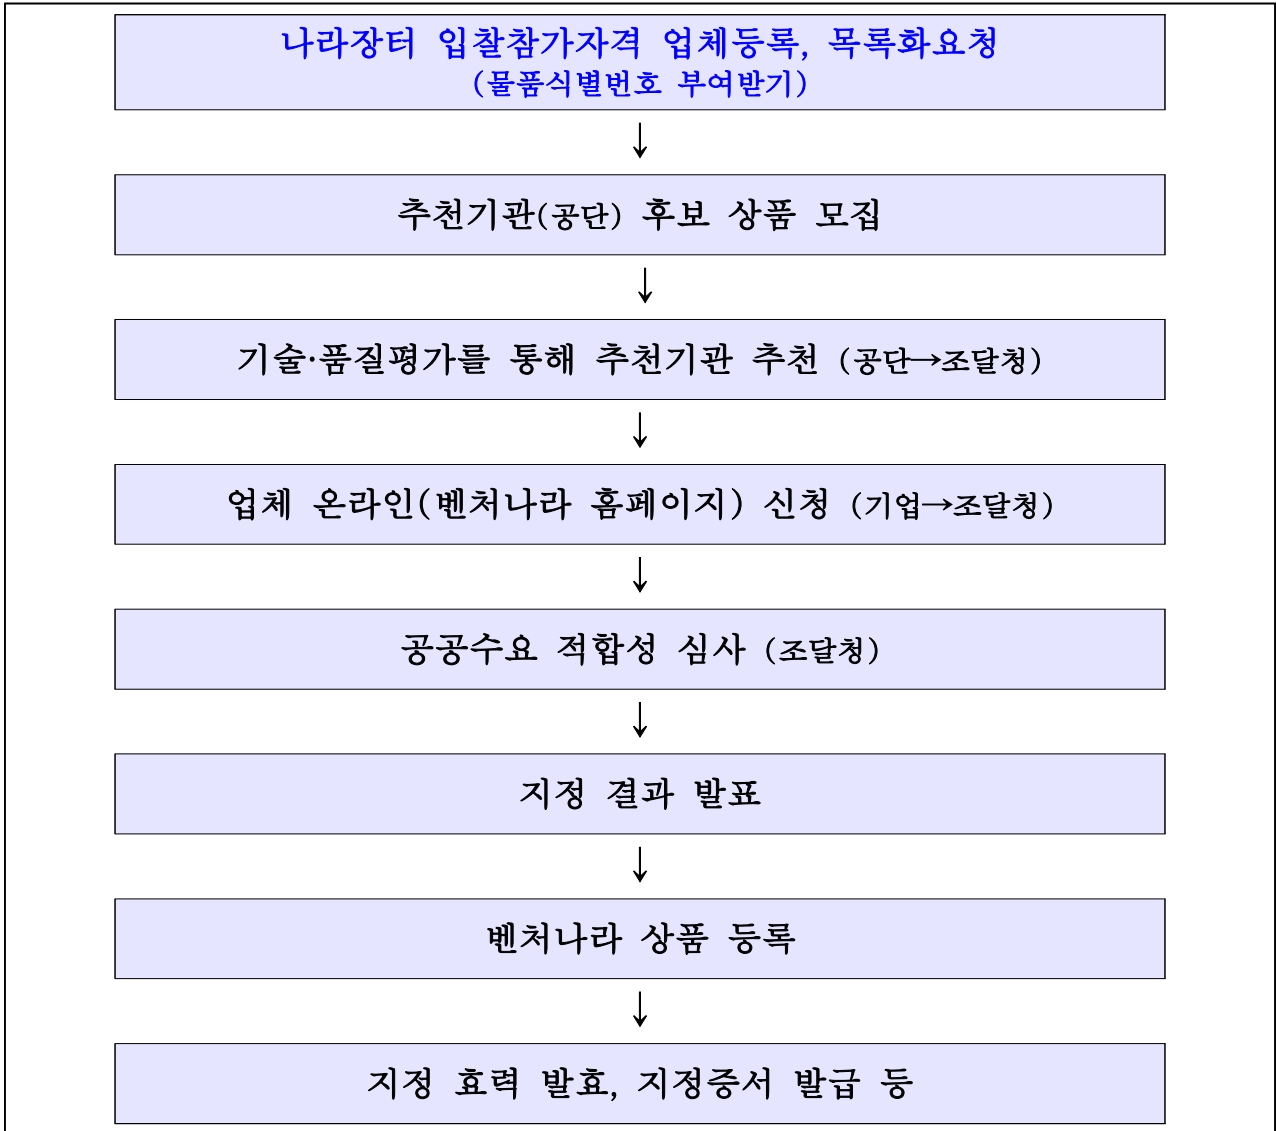 나라장터 입찰참가자격 업체등록, 목록화요청
(물품식별번호 부여받기)
↓
추천기관(공단) 후보 상품 모집
↓
기술·품질평가를 통해 추천기관 추천 (공단→조달청)
↓
업체 온라인(벤처나라 홈페이지) 신청 (기업→조달청)
↓
공공수요 적합성 심사 (조달청)
↓
지정 결과 발표
↓
벤처나라 상품 등록
↓
지정 효력 발효, 지정증서 발급 등